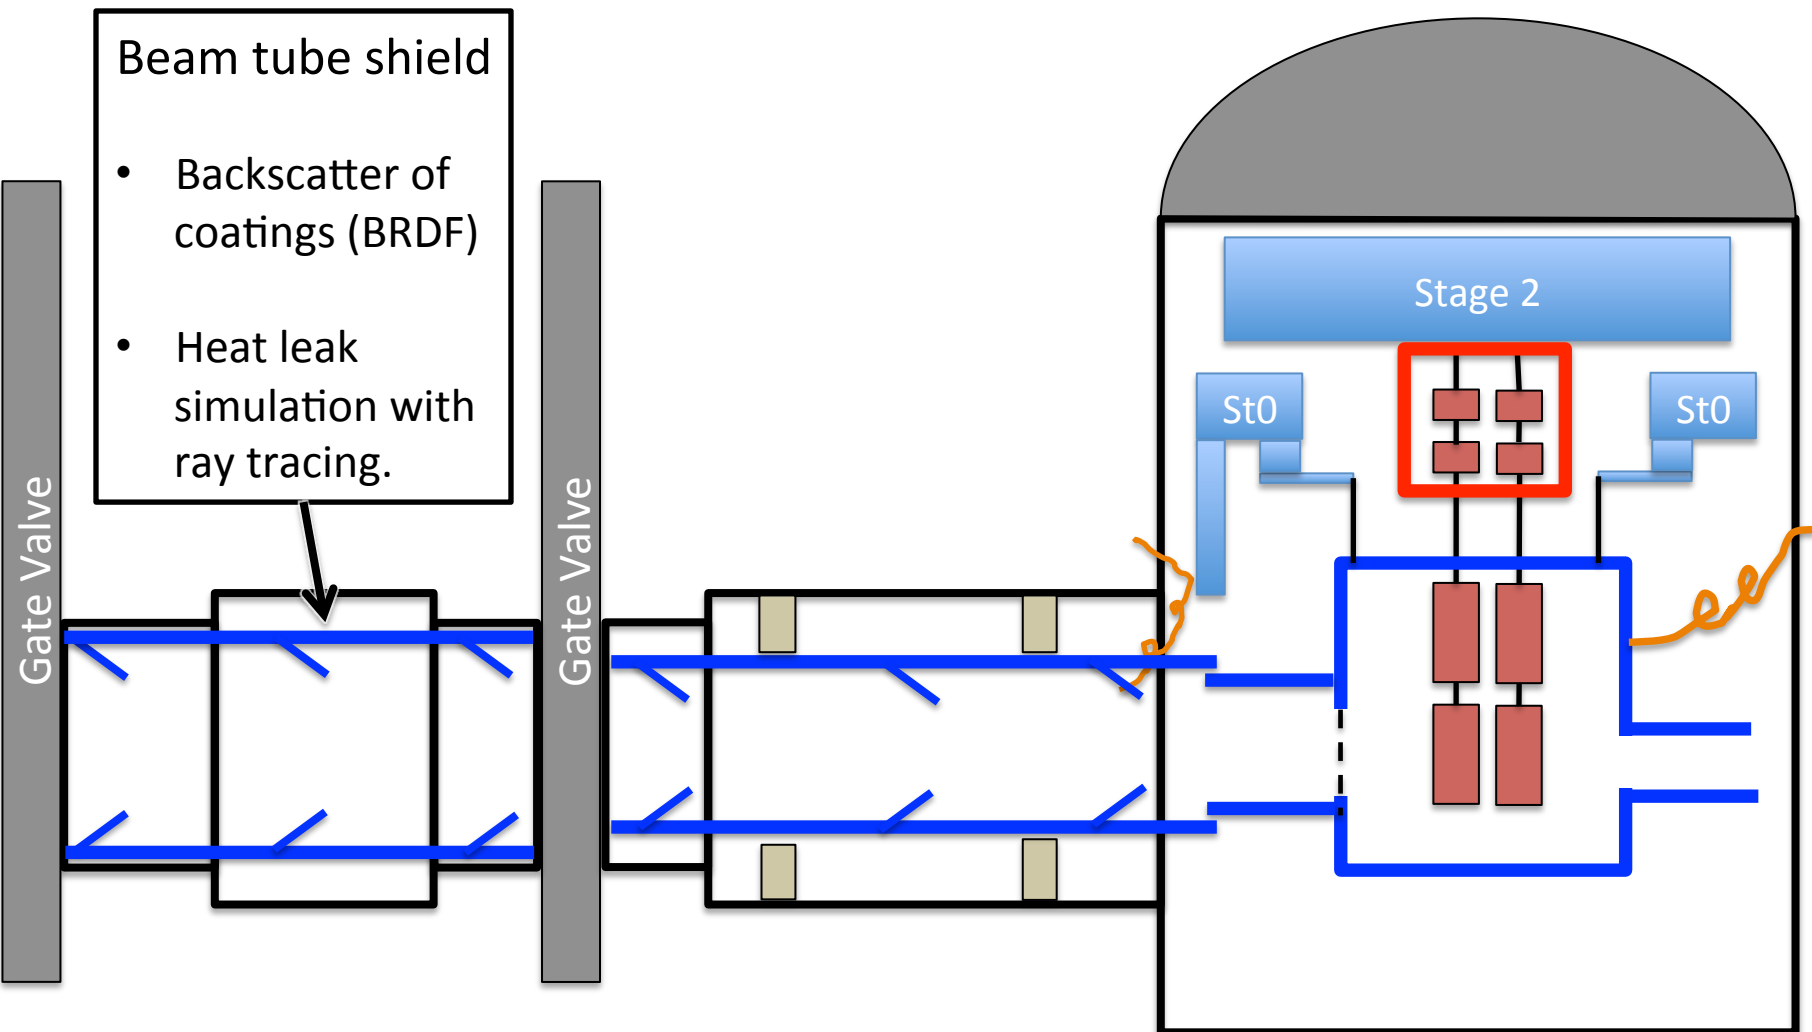 Beam tube shield
• Backscatter of
coatings (BRDF)
• Heat leak
simulation with
ray tracing.
Gate Valve
Gate Valve
Stage 2
St0
St0